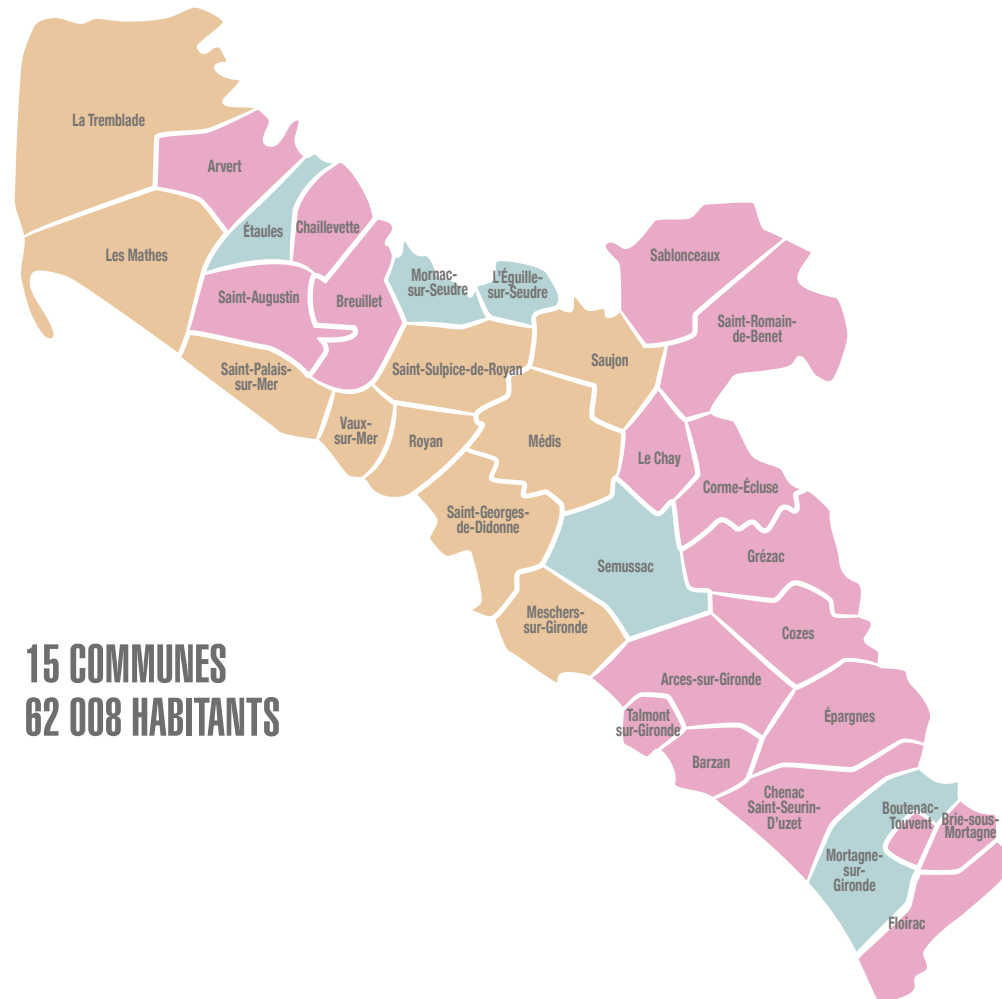 La Tremblade
Arvert
Étaules
Chaillevette
Les Mathes
Saint-Augustin
Breuillet
Mornac-
sur-Seudre
L'Éguille-
sur-Seudre
Sablonceaux
Saint-Romain-
de-Benet
Saint-Palais-
sur-Mer
Saint-Sulpice-de-Royan
Saujon
Vaux-
sur-Mer
Royan
Médis
Le Chay
Corme-Écluse
Saint-Georges-
de-Didonne
Semussac
Grézac
Meschers-
sur-Gironde
Cozes
15 COMMUNES
62 008 HABITANTS
Arces-sur-Gironde
Talmont
sur-Gironde
Épargnes
Barzan
Chenac
Saint-Seurin-
D'uzet
Boutenac-
Touvent
Brie-sous-
Mortagne
Mortagne-
sur-
Gironde
Floirac